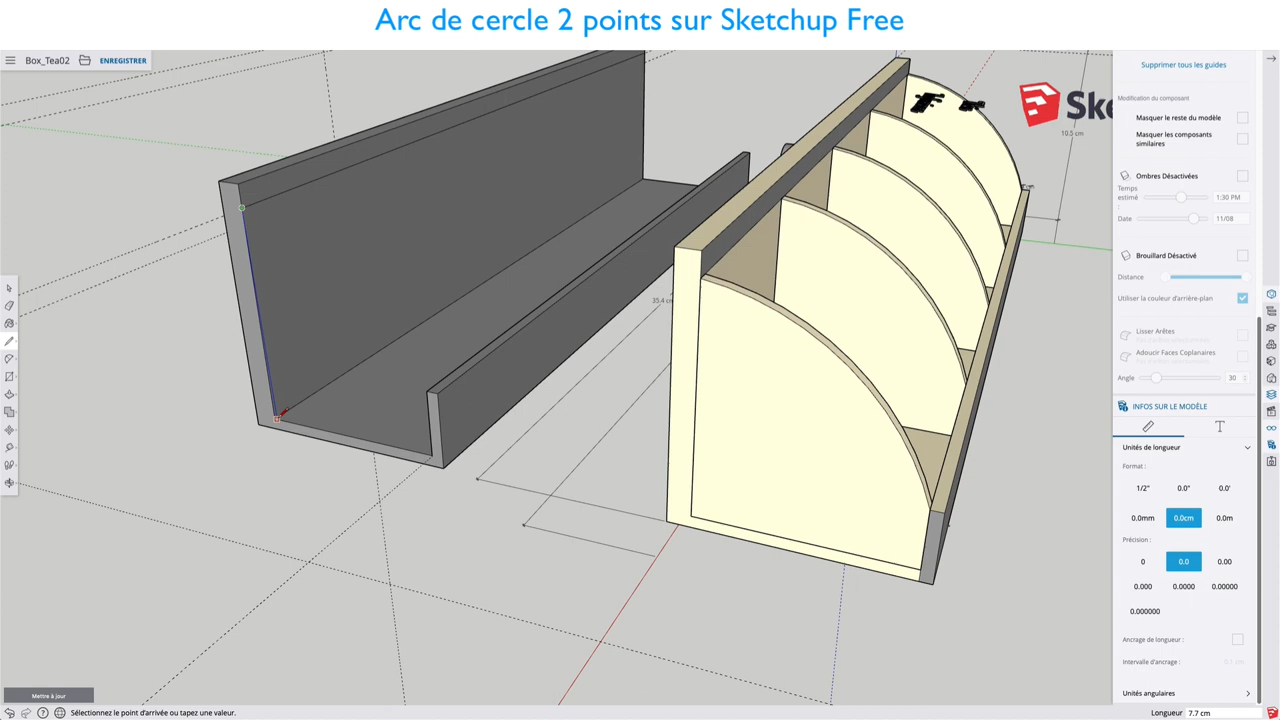 Arc de cercle 2 points sur Sketchup Free
Box_Tea02
ENREGISTRER
Supprimer tous les guides
Modification du composant
Masquer le reste du modèle
Masquer les composants
similaires
Ombres Désactivées
Temps
estimé
:
1:30 PM
Date
11/08
Brouillard Désactivé
Distance
Utiliser la couleur d'arrière-plan
Lisser Arêtes
Adoucir Faces Coplanaires
Angle
30
INFOS SUR LE MODÈLE
Unités de longueur
Format :
1/2" 0.0" 0.0'
0.0mm 0.0cm 0.0m
Précision :
0 0.0 0.00
0.000 0.0000 0.00000
0.000000
Ancrage de longueur :
Intervalle d'ancrage :
0.1 cm
Unités angulaires
Ske
10.5 cm
35.4 cm
Mettre à jour
Sélectionnez le point d'arrivée ou tapez une valeur.
Longueur 7.7 cm